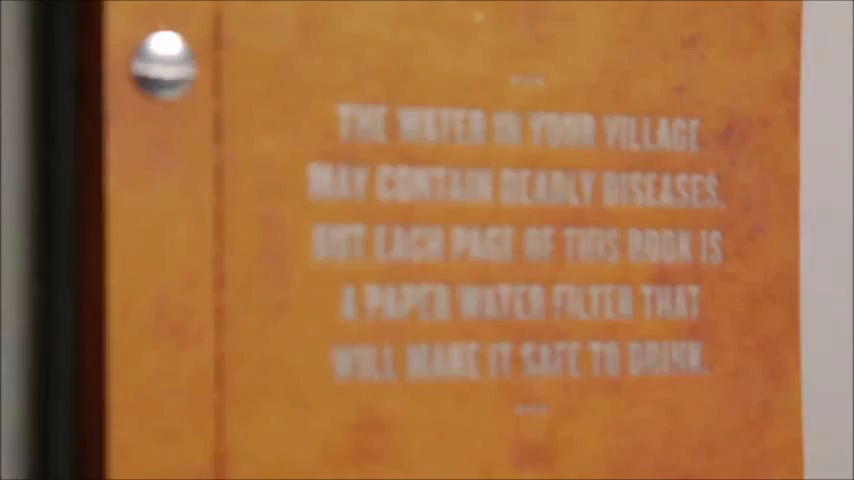 THE WATER IN YOUR VILLAGE
MAY CONTAIN DEADLY DISEASES.
BUT EACH PAGE OF THIS BOOK IS
A PAPER WATER FILTER THAT
WILL MAKE IT SAFE TO DRINK.